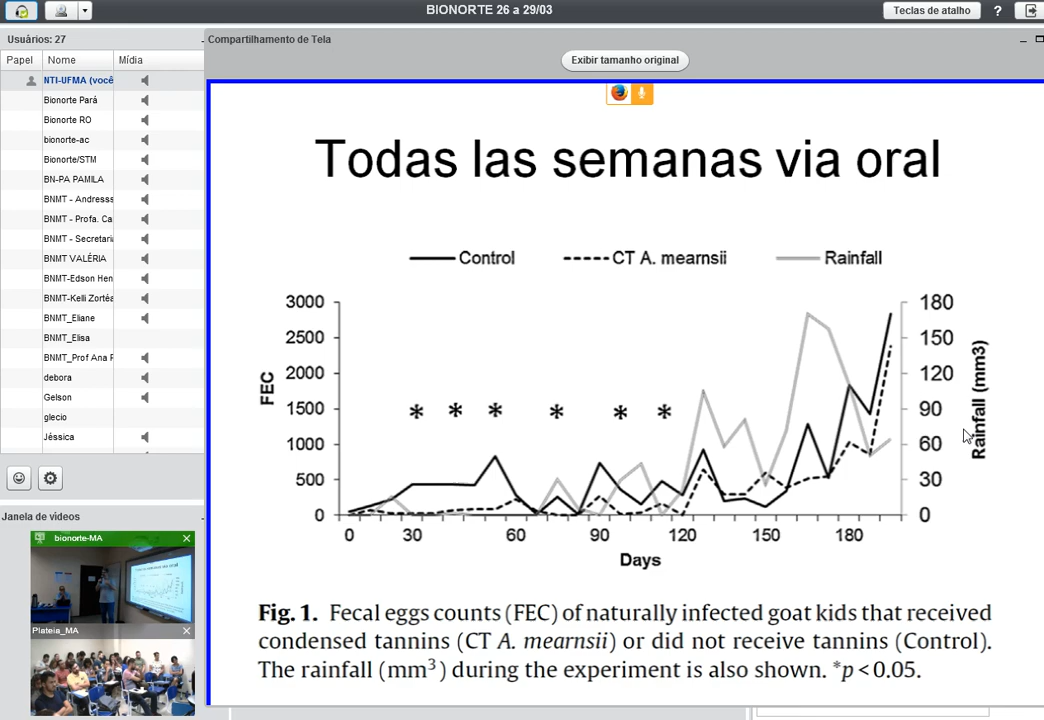 BIONORTE 26 a 29/03
Teclas de atalho
?
Usuários: 27
Papel Nome Mídia
NTI-UFMA (você
Bionorte Pará
Bionorte RO
bionorte-ac
Bionorte/STM
BN-PA PAMILA
BNMT - Andresss
BNMT - Profa. Ca
BNMT - Secretari
BNMT VALÉRIA
BNMT-Edson Hen
BNMT-Kelli Zortéa
BNMT_Eliane
BNMT_Elisa
BNMT_Prof Ana P
debora
Gelson
glecio
Jéssica
Janela de videos
bionorte-MA
Plateia_MA
Compartilhamento de Tela
Exibir tamanho original
Todas las semanas via oral
Control CT A. mearnsii Rainfall
3000
2500
2000
1500
1000
500
0
FEC
* * * * * *
180
150
120
90
60
30
0
Rainfall (mm3)
0 30 60 90 120 150 180
Days
Fig. 1. Fecal eggs counts (FEC) of naturally infected goat kids that received
condensed tannins (CT A. mearnsii) or did not receive tannins (Control).
The rainfall (mm³) during the experiment is also shown. *p < 0.05.